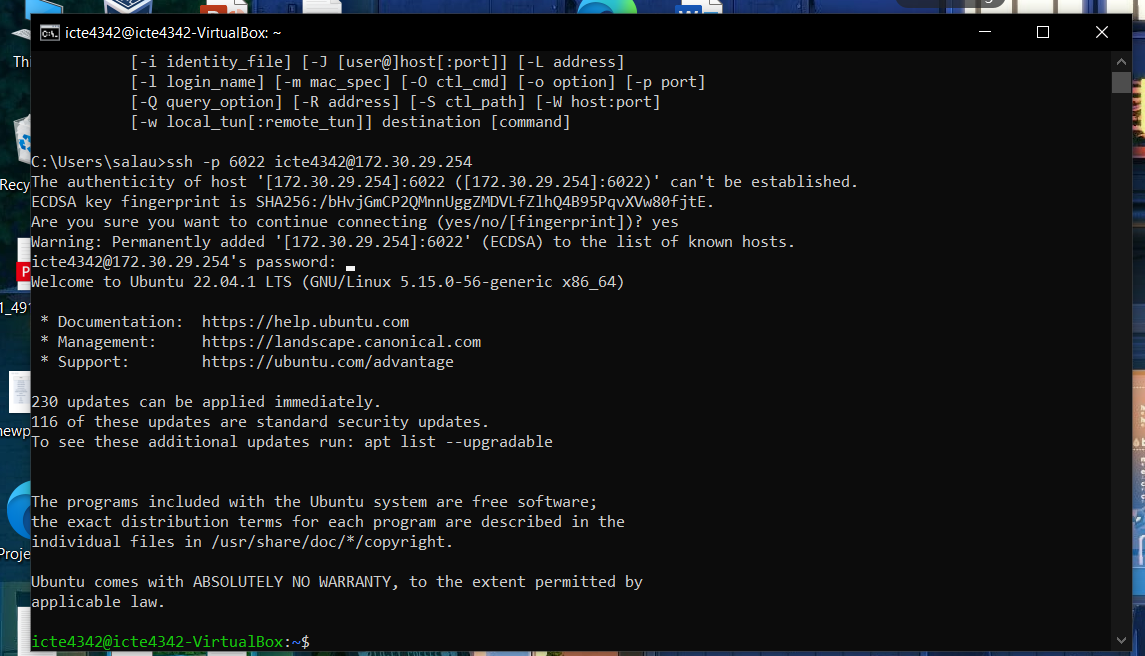 icte4342@icte4342-VirtualBox: ~
[-i identity_file] [-J [user@]host[:port]] [-L address]
[-l login_name] [-m mac_spec] [-O ctl_cmd] [-o option] [-p port]
[-Q query_option] [-R address] [-S ctl_path] [-W host:port]
[-w local_tun[:remote_tun]] destination [command]
C:\Users\salau>ssh -p 6022 icte4342@172.30.29.254
The authenticity of host '[172.30.29.254]:6022 ([172.30.29.254]:6022)' can't be established.
ECDSA key fingerprint is SHA256:/bHvjGmCP2QMnnUggZMDVLfZlhQ4B95PqvXVw80fjtE.
Are you sure you want to continue connecting (yes/no/[fingerprint])? yes
Warning: Permanently added '[172.30.29.254]:6022' (ECDSA) to the list of known hosts.
icte4342@172.30.29.254's password:
Welcome to Ubuntu 22.04.1 LTS (GNU/Linux 5.15.0-56-generic x86_64)
* Documentation: https://help.ubuntu.com
* Management: https://landscape.canonical.com
* Support: https://ubuntu.com/advantage
230 updates can be applied immediately.
116 of these updates are standard security updates.
To see these additional updates run: apt list --upgradable
The programs included with the Ubuntu system are free software;
the exact distribution terms for each program are described in the
individual files in /usr/share/doc/*/copyright.
Ubuntu comes with ABSOLUTELY NO WARRANTY, to the extent permitted by
applicable law.
icte4342@icte4342-VirtualBox:~$
Th
Recy
1_491
newp
Proje